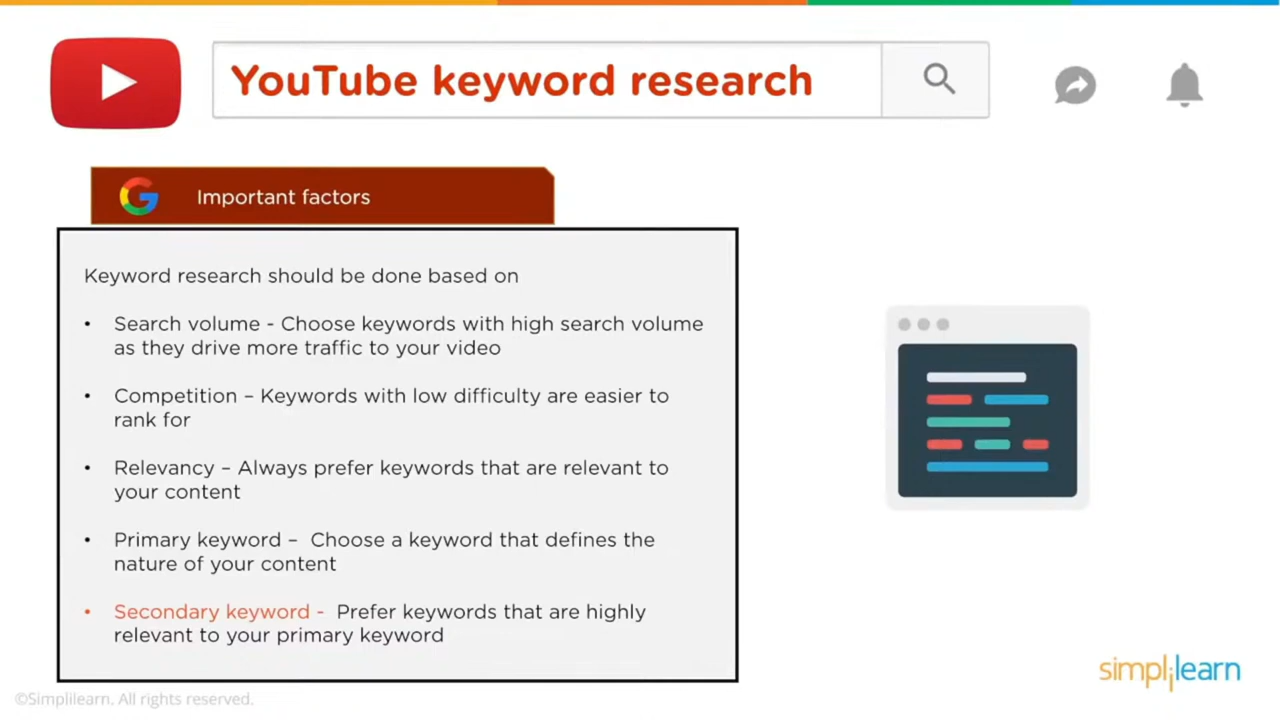 YouTube keyword research
Important factors
Keyword research should be done based on
• Search volume - Choose keywords with high search volume
as they drive more traffic to your video
• Competition – Keywords with low difficulty are easier to
rank for
• Relevancy – Always prefer keywords that are relevant to
your content
• Primary keyword – Choose a keyword that defines the
nature of your content
• Secondary keyword - Prefer keywords that are highly
relevant to your primary keyword
simplilearn
©Simplilearn. All rights reserved.